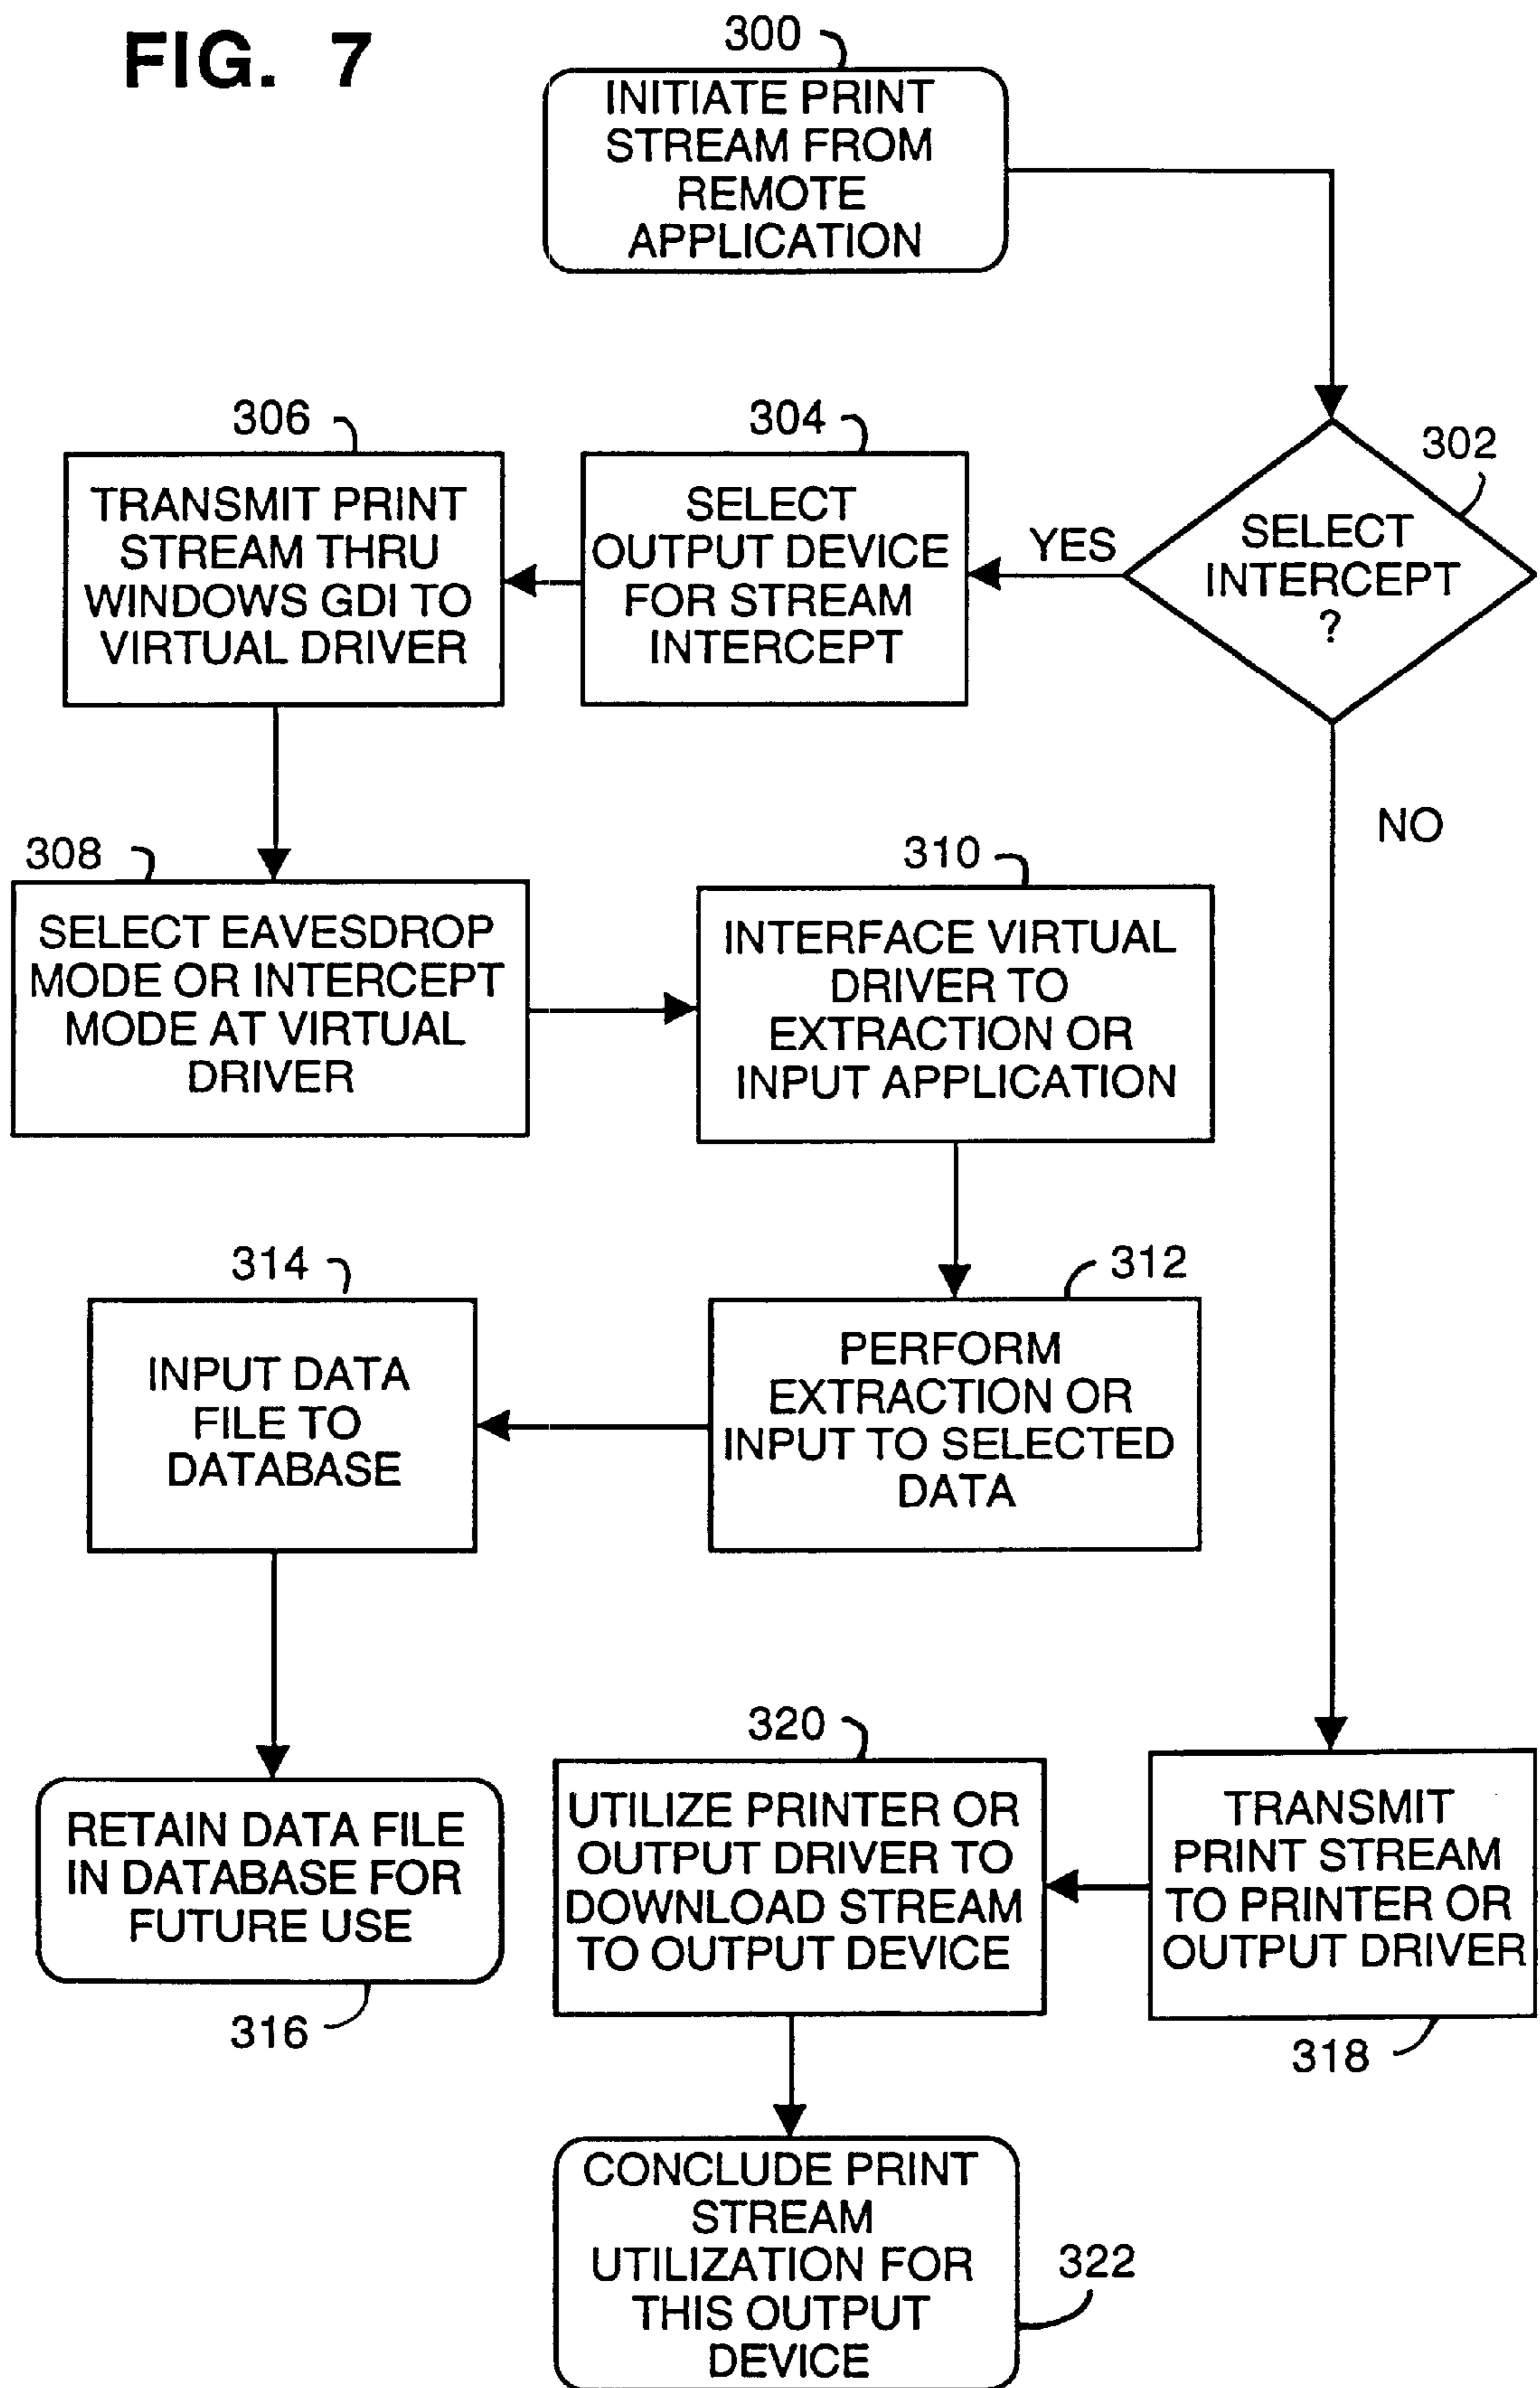 FIG. 7
300
INITIATE PRINT
STREAM FROM
REMOTE
APPLICATION
302
SELECT
INTERCEPT
?
YES
NO
304
SELECT
OUTPUT DEVICE
FOR STREAM
INTERCEPT
306
TRANSMIT PRINT
STREAM THRU
WINDOWS GDI TO
VIRTUAL DRIVER
308
SELECT EAVESDROP
MODE OR INTERCEPT
MODE AT VIRTUAL
DRIVER
310
INTERFACE VIRTUAL
DRIVER TO
EXTRACTION OR
INPUT APPLICATION
312
PERFORM
EXTRACTION OR
INPUT TO SELECTED
DATA
314
INPUT DATA
FILE TO
DATABASE
RETAIN DATA FILE
IN DATABASE FOR
FUTURE USE
316
TRANSMIT
PRINT STREAM
TO PRINTER OR
OUTPUT DRIVER
318
320
UTILIZE PRINTER OR
OUTPUT DRIVER TO
DOWNLOAD STREAM
TO OUTPUT DEVICE
CONCLUDE PRINT
STREAM
UTILIZATION FOR
THIS OUTPUT
DEVICE
322